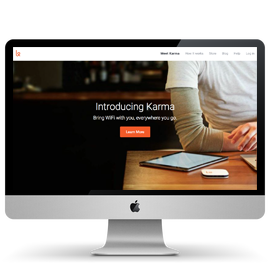 Meet Karma How it works Store Blog Help Log In
Introducing Karma
Bring WiFi with you, everywhere you go.
Learn More